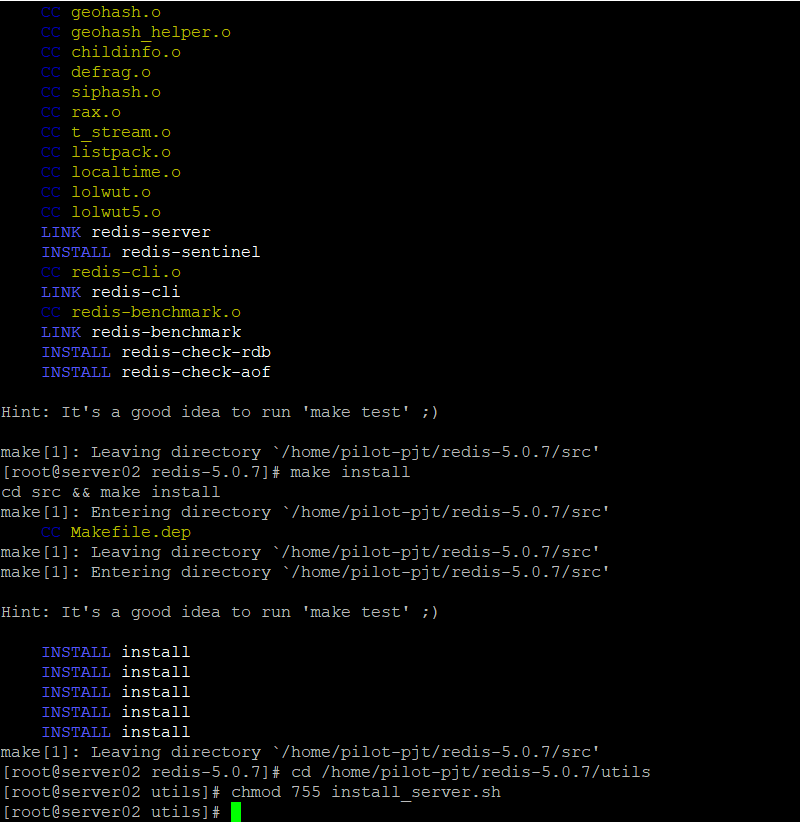 CC geohash.o
CC geohash_helper.o
CC childinfo.o
CC defrag.o
CC siphash.o
CC rax.o
CC t_stream.o
CC listpack.o
CC localtime.o
CC lolwut.o
CC lolwut5.o
LINK redis-server
INSTALL redis-sentinel
CC redis-cli.o
LINK redis-cli
CC redis-benchmark.o
LINK redis-benchmark
INSTALL redis-check-rdb
INSTALL redis-check-aof
Hint: It's a good idea to run 'make test' ;)
make[1]: Leaving directory `/home/pilot-pjt/redis-5.0.7/src'
[root@server02 redis-5.0.7]# make install
cd src && make install
make[1]: Entering directory `/home/pilot-pjt/redis-5.0.7/src'
CC Makefile.dep
make[1]: Leaving directory `/home/pilot-pjt/redis-5.0.7/src'
make[1]: Entering directory `/home/pilot-pjt/redis-5.0.7/src'
Hint: It's a good idea to run 'make test' ;)
INSTALL install
INSTALL install
INSTALL install
INSTALL install
INSTALL install
make[1]: Leaving directory `/home/pilot-pjt/redis-5.0.7/src'
[root@server02 redis-5.0.7]# cd /home/pilot-pjt/redis-5.0.7/utils
[root@server02 utils]# chmod 755 install_server.sh
[root@server02 utils]#